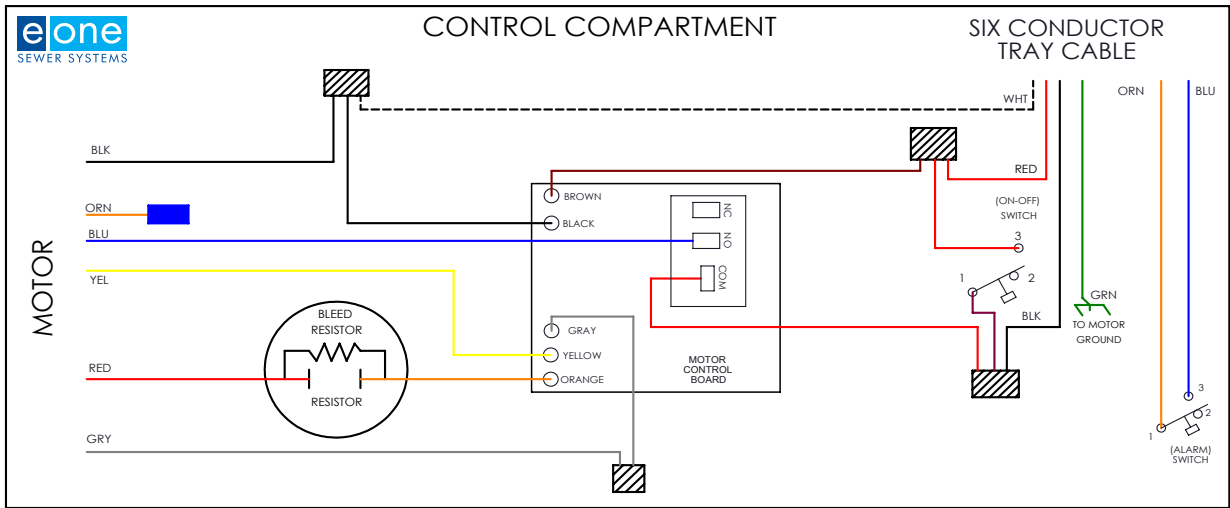 eone
SEWER SYSTEMS
CONTROL COMPARTMENT
SIX CONDUCTOR
TRAY CABLE
WHT
ORN
BLU
BLK
RED
BROWN
NC
(ON-OFF)
SWITCH
ORN
BLACK
BLU
NO
3
MOTOR
YEL
COM
1
2
GRN
BLEED
RESISTOR
GRAY
BLK
TO MOTOR
GROUND
YELLOW
MOTOR
CONTROL
BOARD
RED
ORANGE
RESISTOR
3
2
1
GRY
(ALARM)
SWITCH